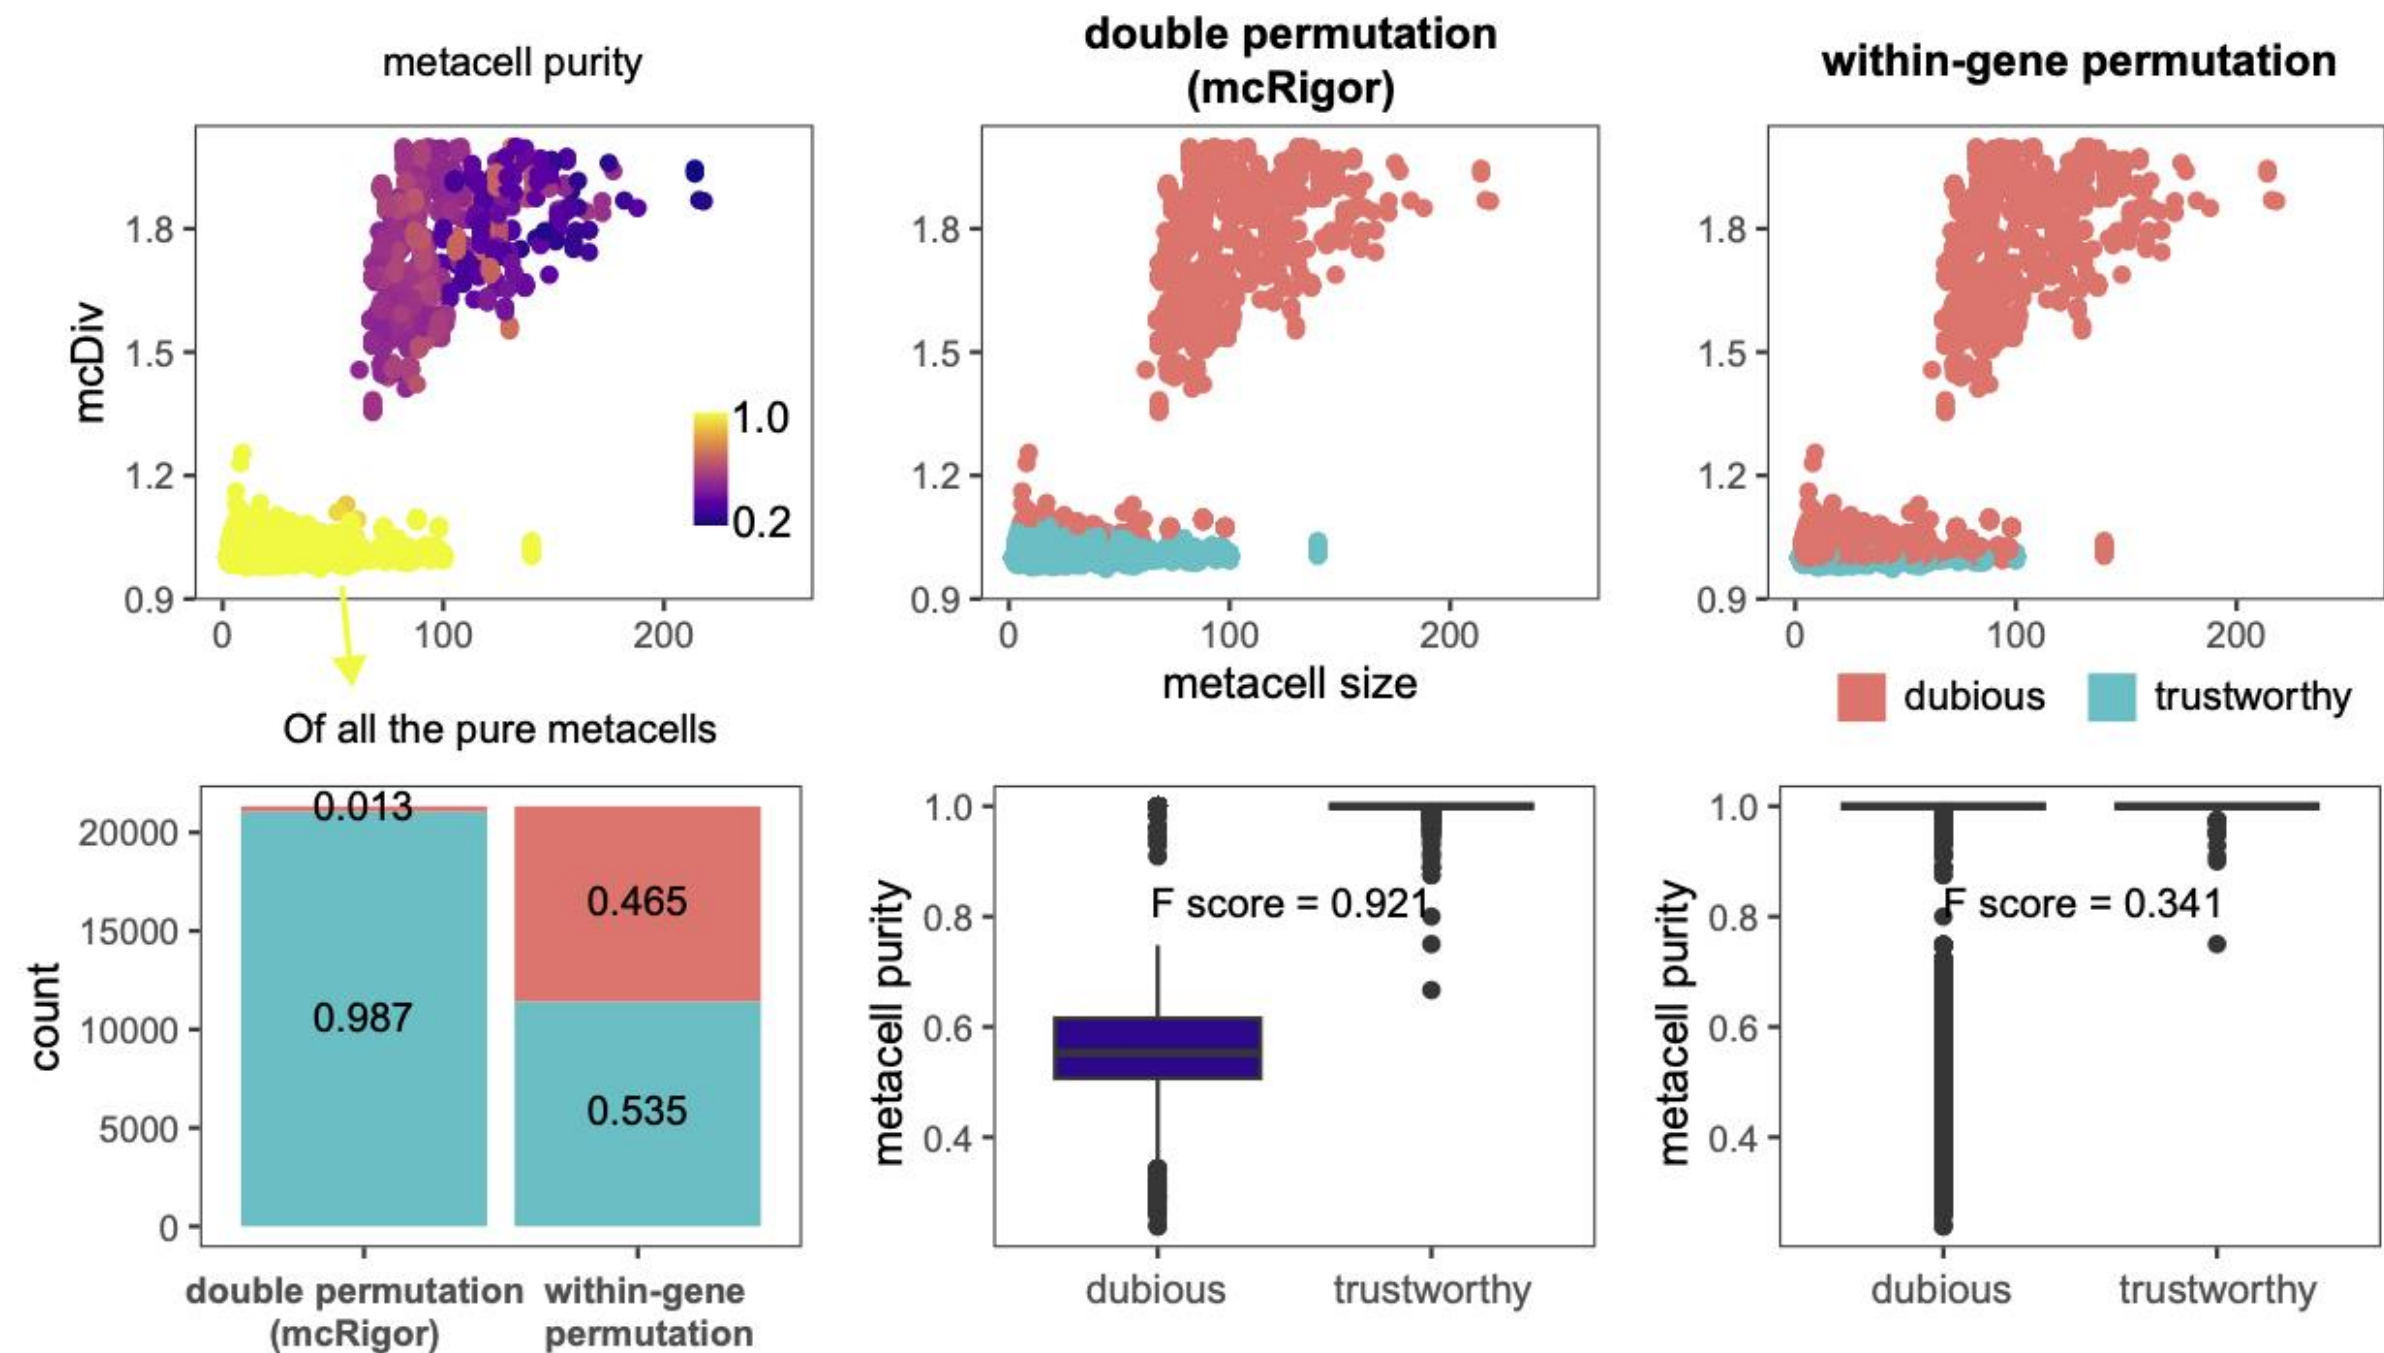 metacell purity
double permutation
(mcRigor)
within-gene permutation
mcDiv
1.8
1.5
1.2
0.9
0
100
200
1.0
0.2
1.8
1.5
1.2
0.9
0
100
200
metacell size
1.8
1.5
1.2
0.9
0
100
200
dubious
trustworthy
Of all the pure metacells
count
20000
15000
10000
5000
0
0.013
0.987
0.465
0.535
double permutation
(mcRigor)
within-gene
permutation
metacell purity
1.0
0.8
0.6
0.4
F score = 0.921
dubious
trustworthy
metacell purity
1.0
0.8
0.6
0.4
F score = 0.341
dubious
trustworthy